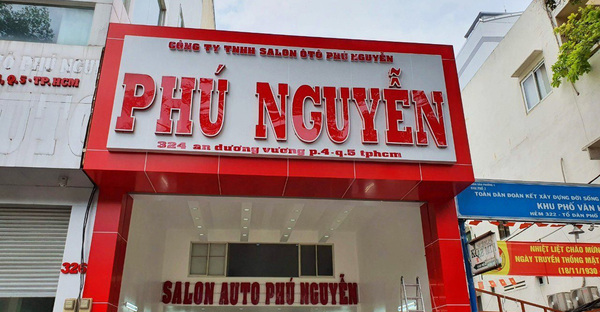 CÔNG TY TNHH SALON ÔTÔ PHÚ NGUYỄN
PHÚ NGUYỄN
324 an dương vương p.4-q.5 tphcm
SALON AUTO PHÚ NGUYỄN
, Q.5 - TP.HCM
326
TOÀN DÂN ĐOÀN KẾT XÂY DỰNG ĐỜI SỐNG
KHU PHỐ VĂN
HẺM 322 - TỔ DÂN PHỐ
NHIỆT LIỆT CHÀO MỪNG
NGÀY TRUYỀN THỐNG MẶT
(18/11/1930